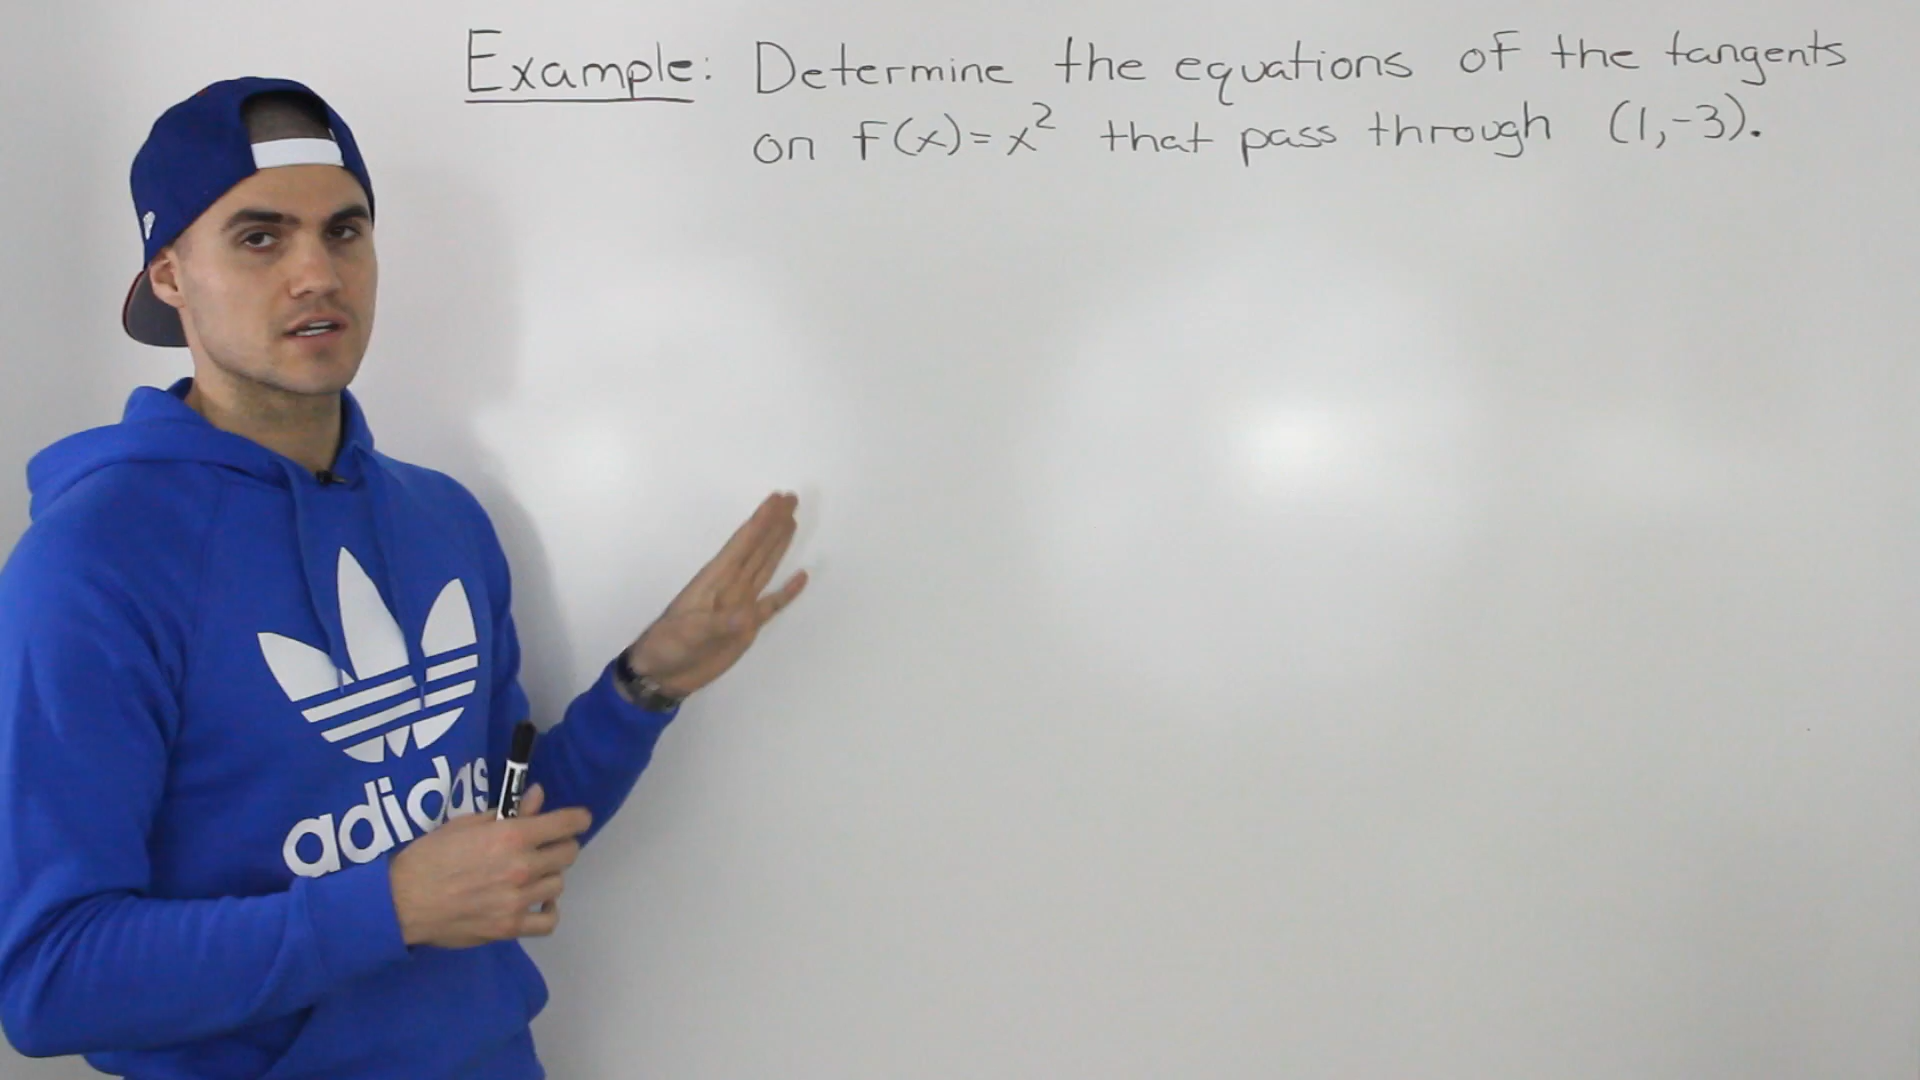 Example: Determine the equations of the tangents
on f(x)=x² that pass through (1,-3).
adidas